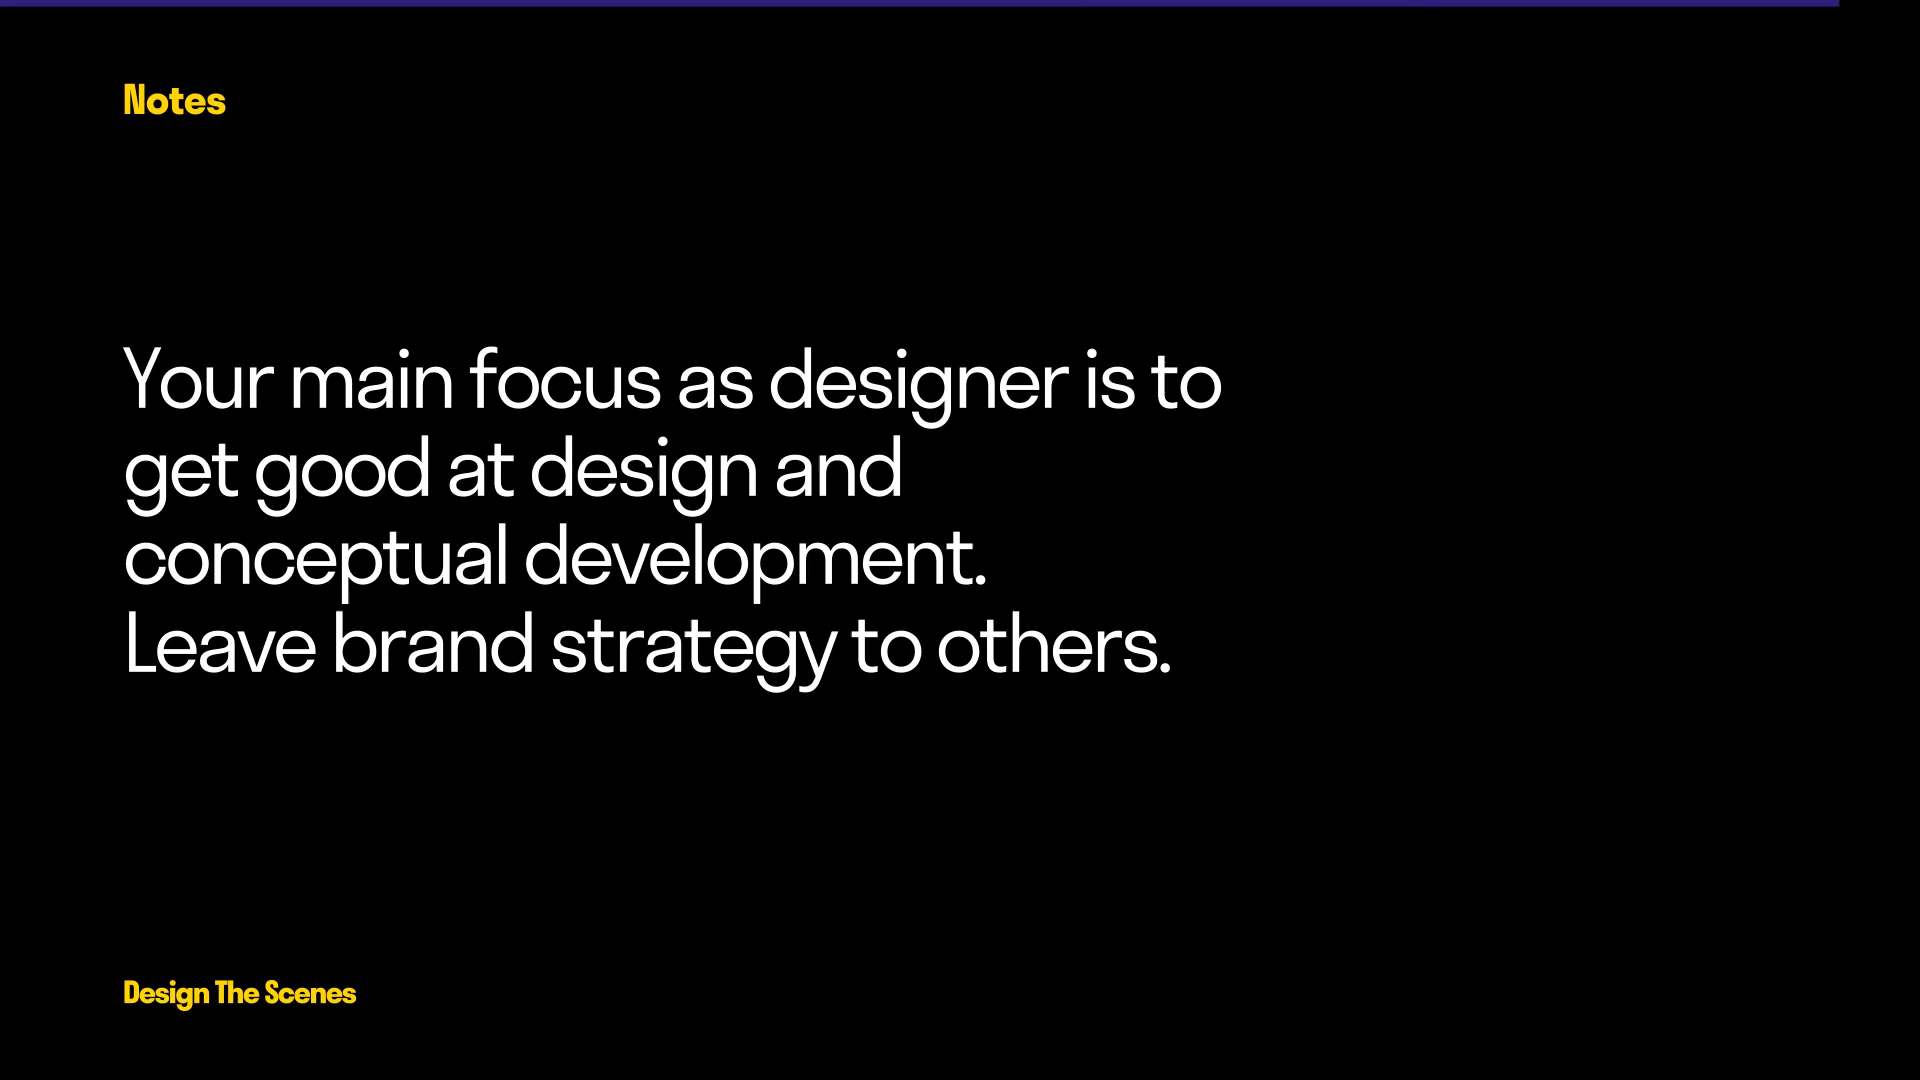 Notes
Your main focus as designer is to
get good at design and
conceptual development.
Leave brand strategy to others.
Design The Scenes